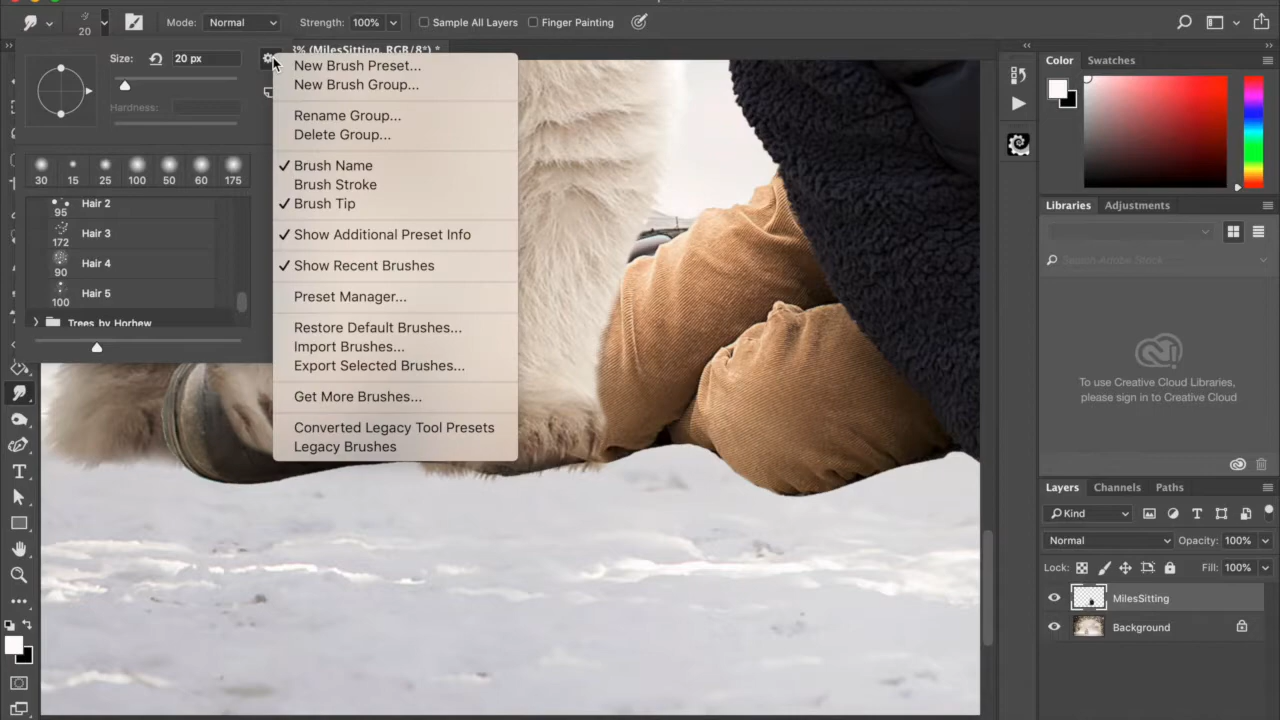 20
Mode: Normal
Strength: 100%
Sample All Layers
Finger Painting
% (MilesSitting, RGB/8*) *
Size:
20 px
Hardness:
30 15 25 100 50 60 175
Hair 2
95
Hair 3
172
Hair 4
90
Hair 5
100
Trees by Horhew
New Brush Preset...
New Brush Group...
Rename Group...
Delete Group...
✓ Brush Name
Brush Stroke
✓ Brush Tip
✓ Show Additional Preset Info
✓ Show Recent Brushes
Preset Manager...
Restore Default Brushes...
Import Brushes...
Export Selected Brushes...
Get More Brushes...
Converted Legacy Tool Presets
Legacy Brushes
Color Swatches
Libraries Adjustments
Search Adobe Stock
To use Creative Cloud Libraries,
please sign in to Creative Cloud
Layers Channels Paths
Kind
Normal
Opacity: 100%
Lock:
Fill: 100%
MilesSitting
Background